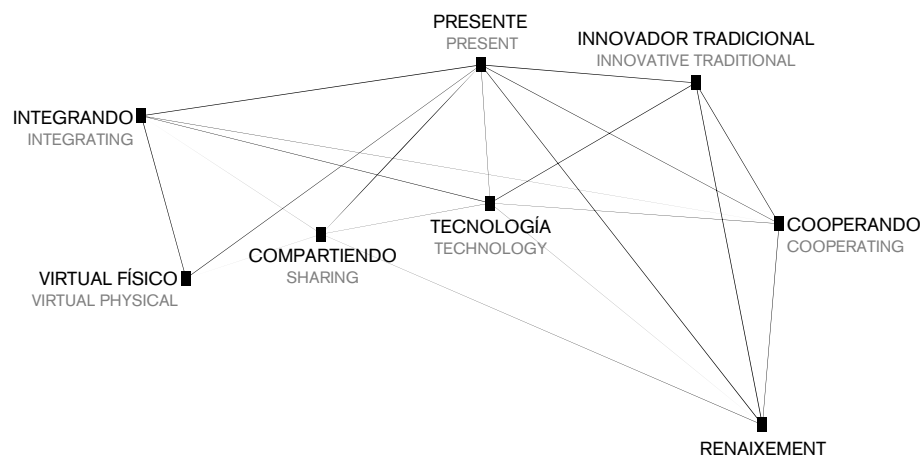 PRESENTE
PRESENT
INNOVADOR TRADICIONAL
INNOVATIVE TRADITIONAL
INTEGRANDO
INTEGRATING
TECNOLOGÍA
TECHNOLOGY
COOPERANDO
COOPERATING
COMPARTIENDO
SHARING
VIRTUAL FÍSICO
VIRTUAL PHYSICAL
RENAIXEMENT